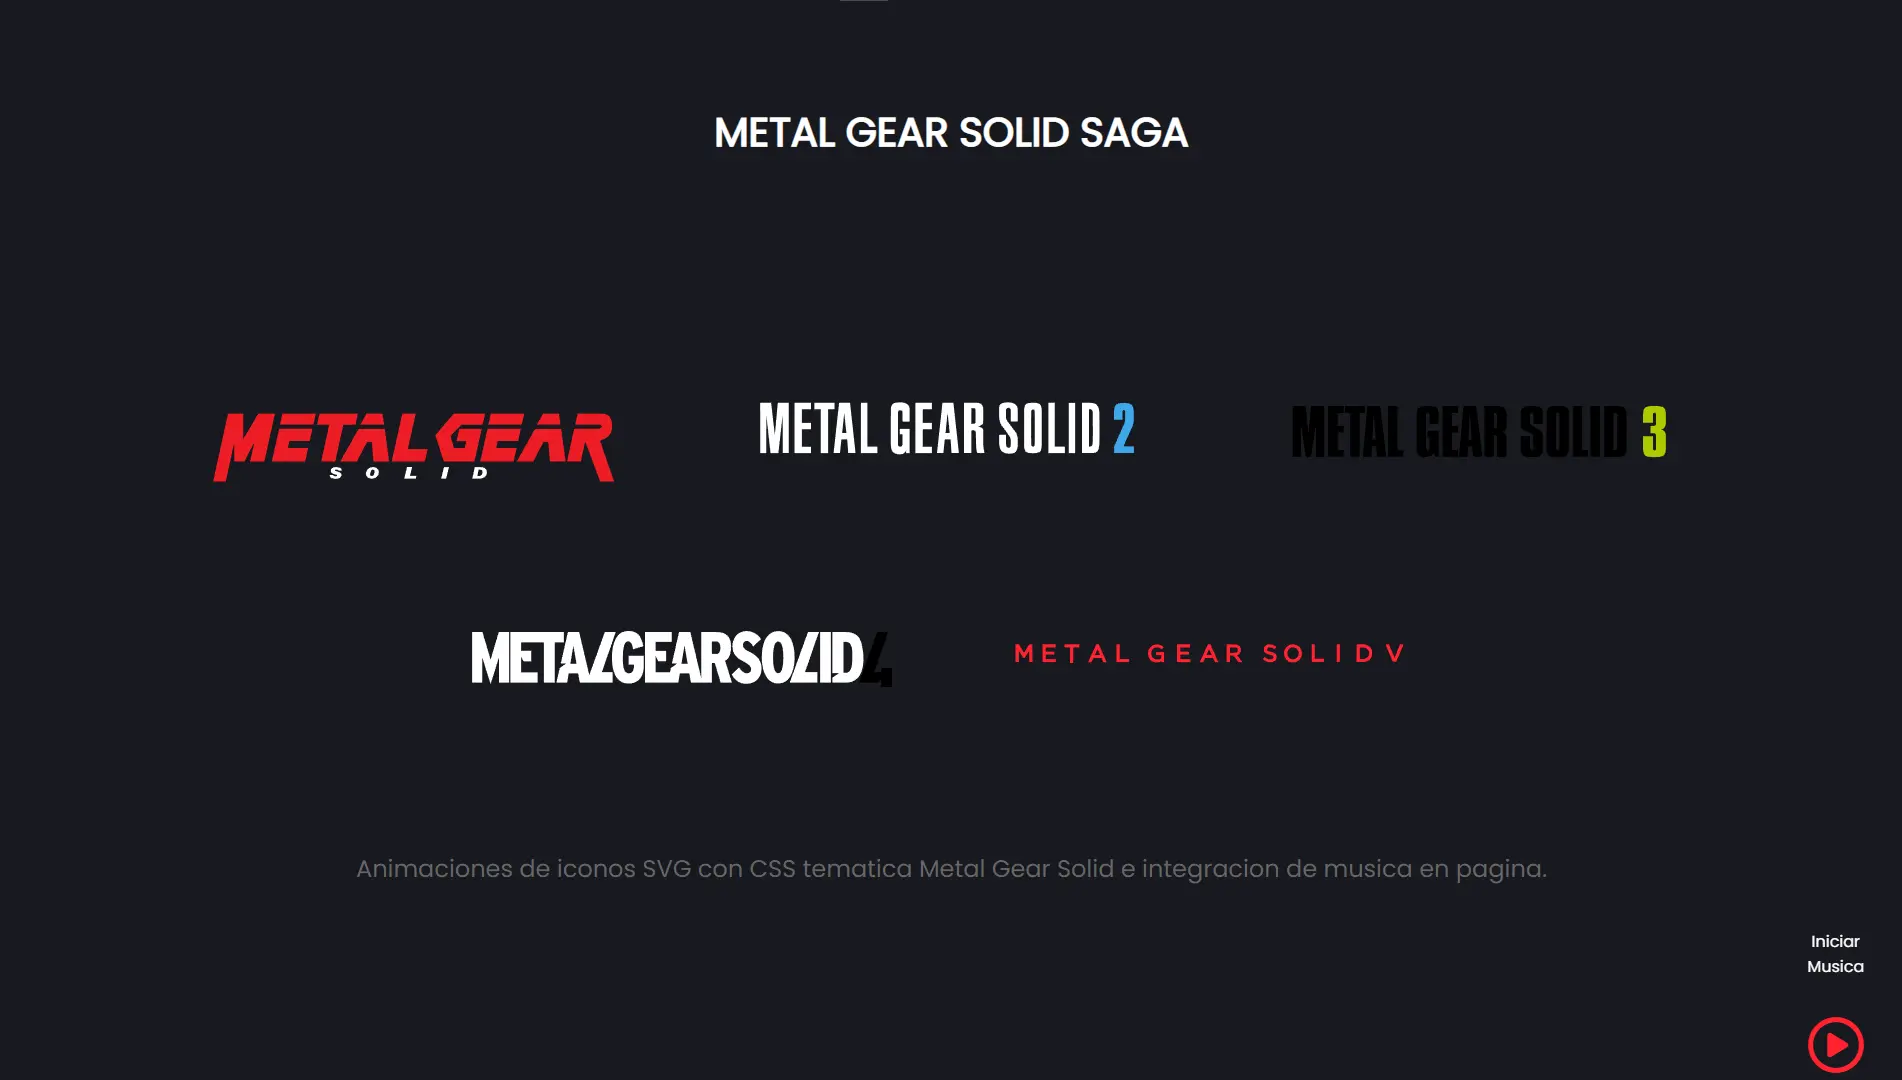 METAL GEAR SOLID SAGA
METAL GEAR
SOLID
METAL GEAR SOLID 2
METAL GEAR SOLID 3
METALGEARSOLID4
METAL GEAR SOLID V
Animaciones de iconos SVG con CSS tematica Metal Gear Solid e integracion de musica en pagina.
Iniciar
Musica